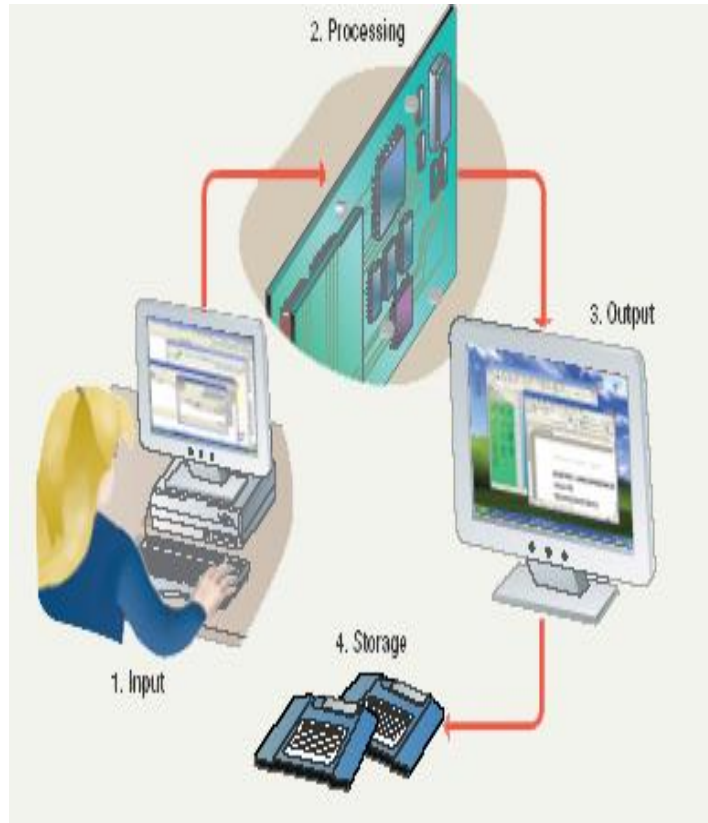 2. Processing
3. Output
4. Storage
1. Input